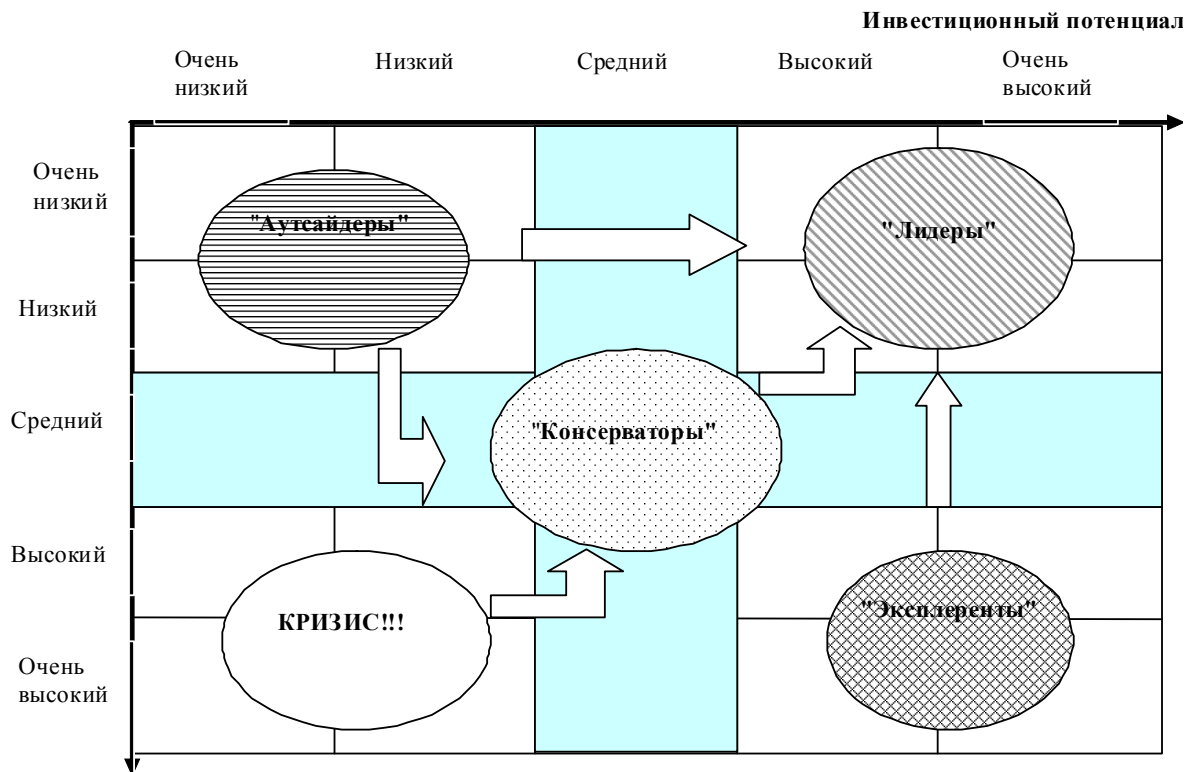 Инвестиционный потенциал
Очень
низкий
Низкий
Средний
Высокий
Очень
высокий
Очень
низкий
"Аутсайдеры"
"Лидеры"
Низкий
Средний
"Консерваторы"
Высокий
КРИЗИС!!!
"Эксплеренты"
Очень
высокий